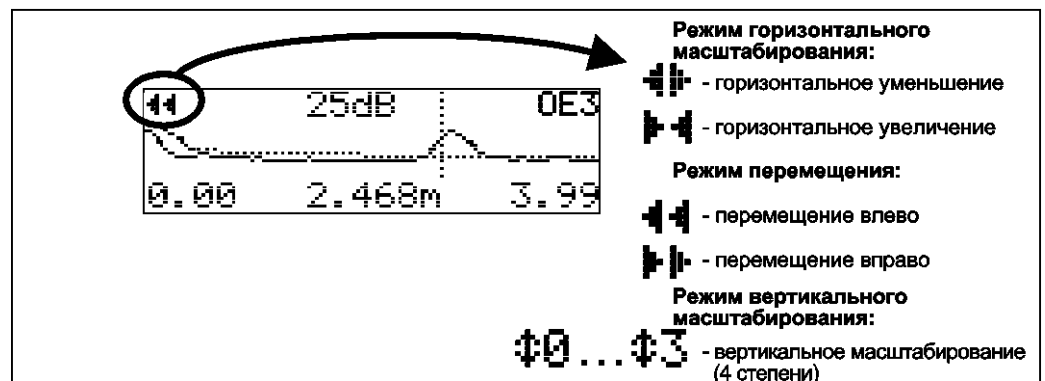 25dB 0E3
0.00 2.468m 3.99
Режим горизонтального
масштабирования:
- горизонтальное уменьшение
- горизонтальное увеличение
Режим перемещения:
- перемещение влево
- перемещение вправо
Режим вертикального
масштабирования:
⇕0...⇕3 - вертикальное масштабирование
(4 степени)